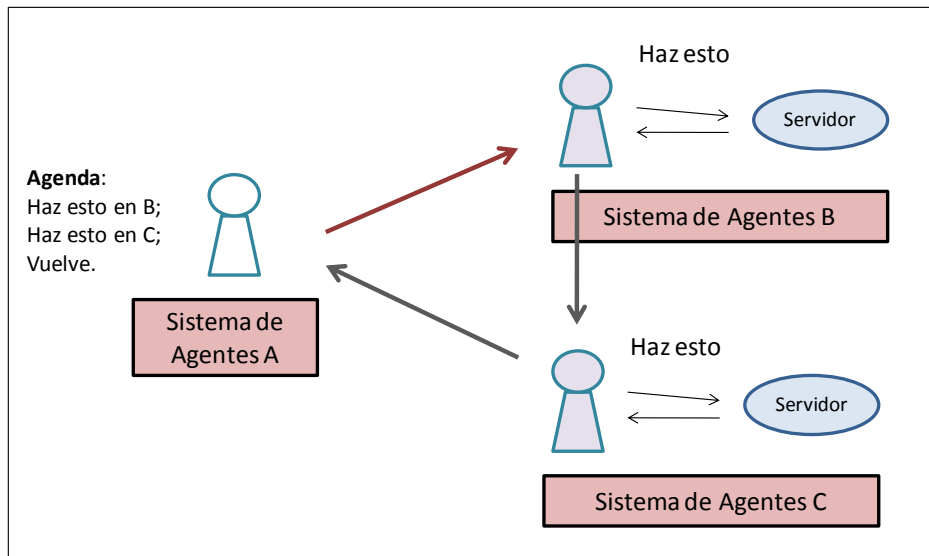 Agenda:
Haz esto en B;
Haz esto en C;
Vuelve.
Sistema de
Agentes A
Haz esto
Servidor
Sistema de Agentes B
Haz esto
Servidor
Sistema de Agentes C